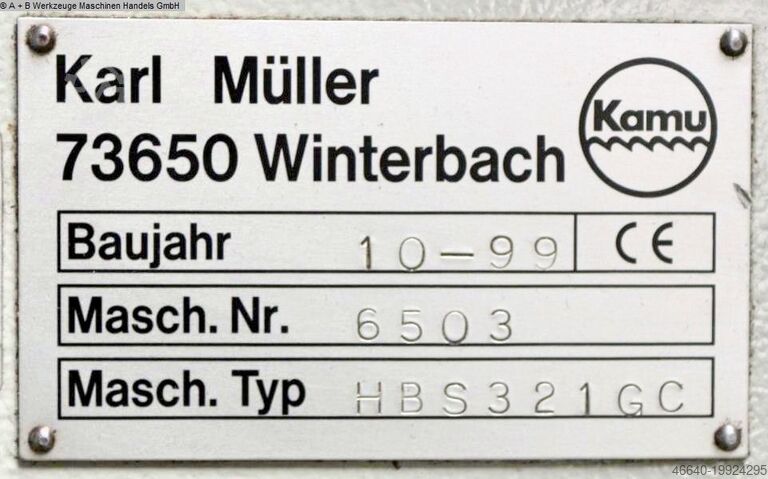 ® A + B Werkzeuge Maschinen Handels GmbH
Karl Müller
Kamu
73650 Winterbach
Baujahr 10-99 CE
Masch. Nr. 6503
Masch. Typ HBS321GC
46640-19924295